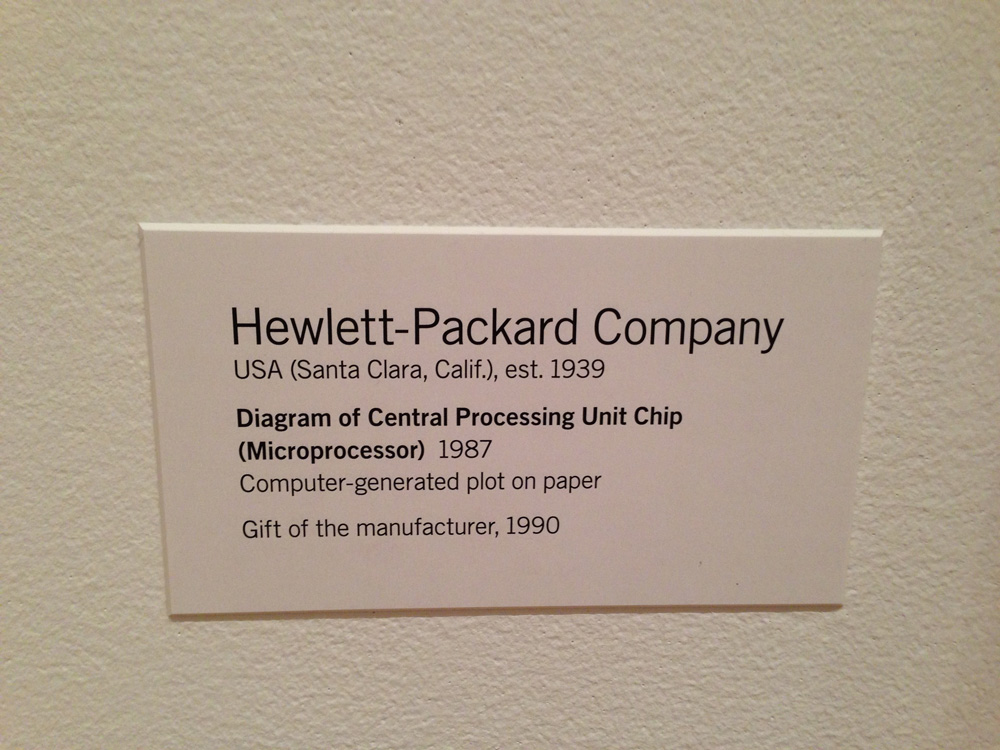 Hewlett-Packard Company
USA (Santa Clara, Calif.), est. 1939
Diagram of Central Processing Unit Chip
(Microprocessor) 1987
Computer-generated plot on paper
Gift of the manufacturer, 1990